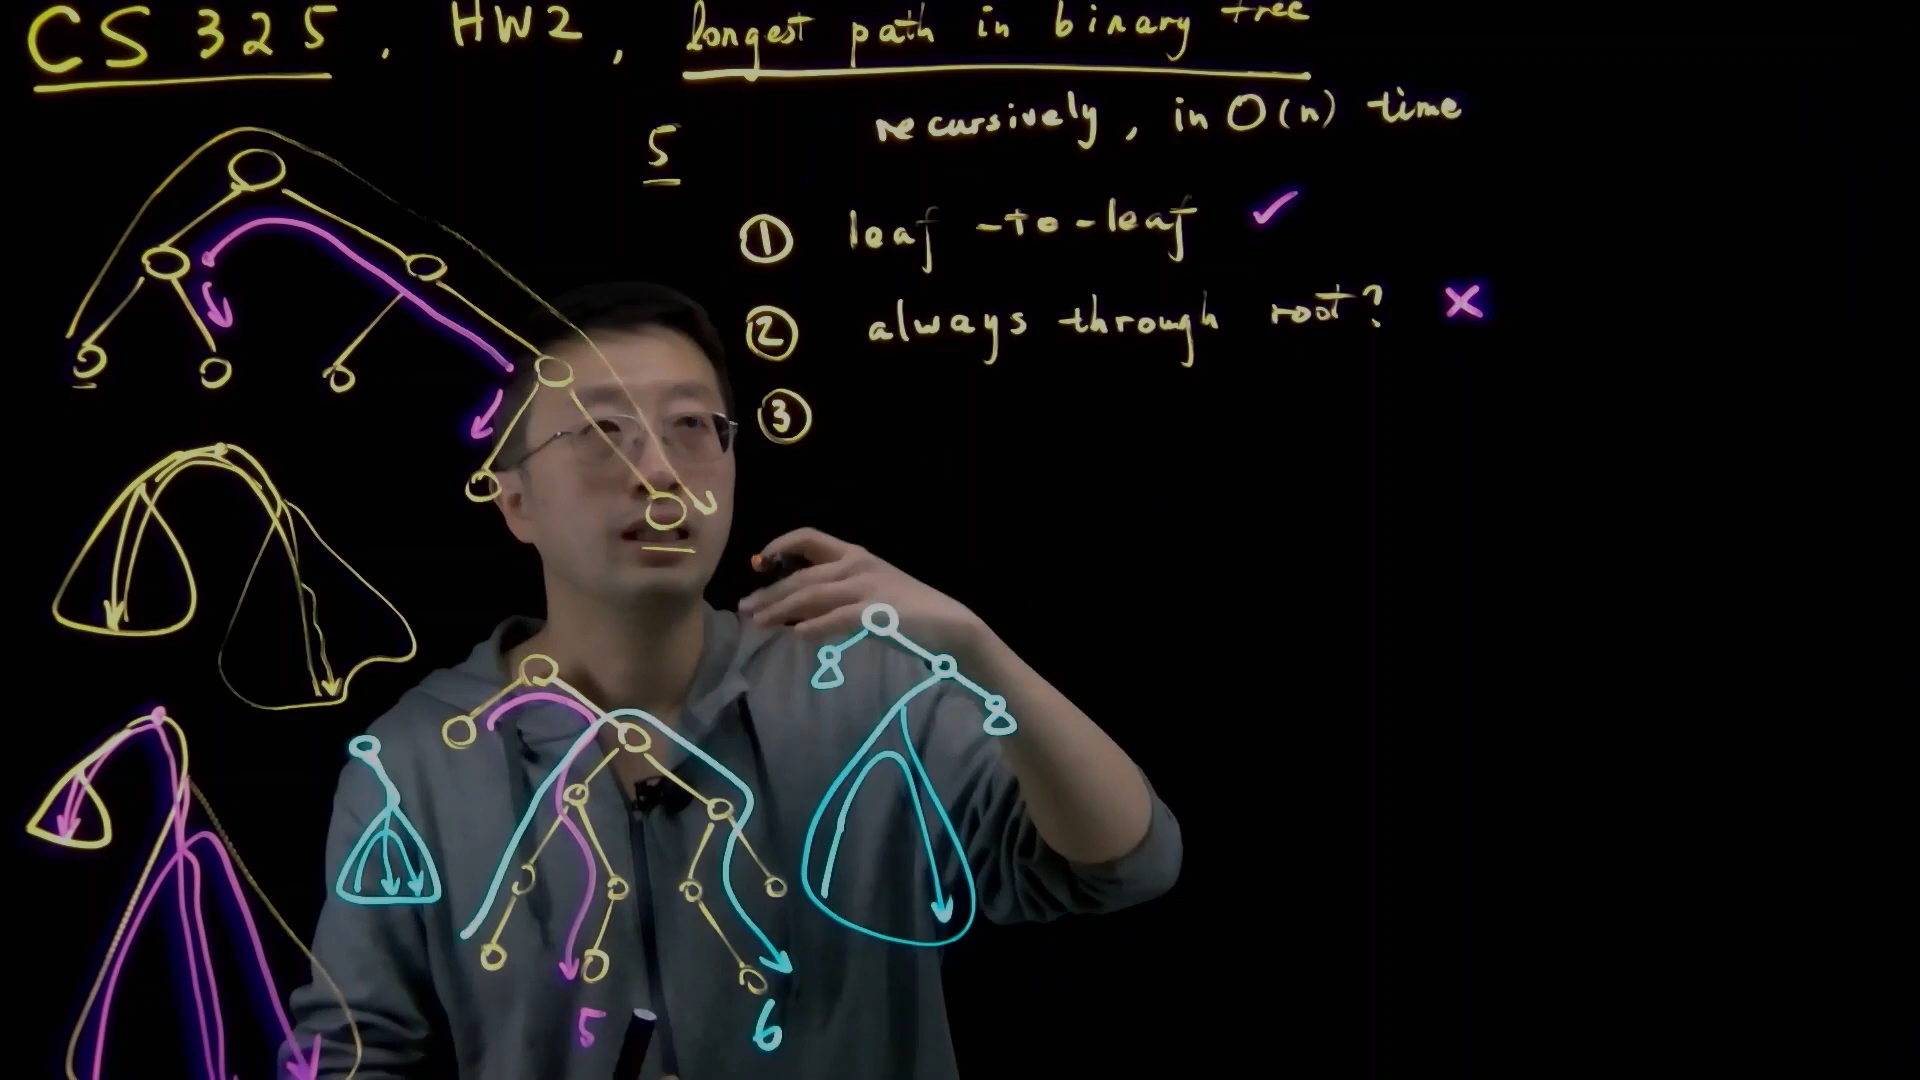 CS 325 . HW2 , longest path in binary tree
recursively, in O(n) time
5
① leaf-to-leaf ✓
② always through root? ×
③
5
6